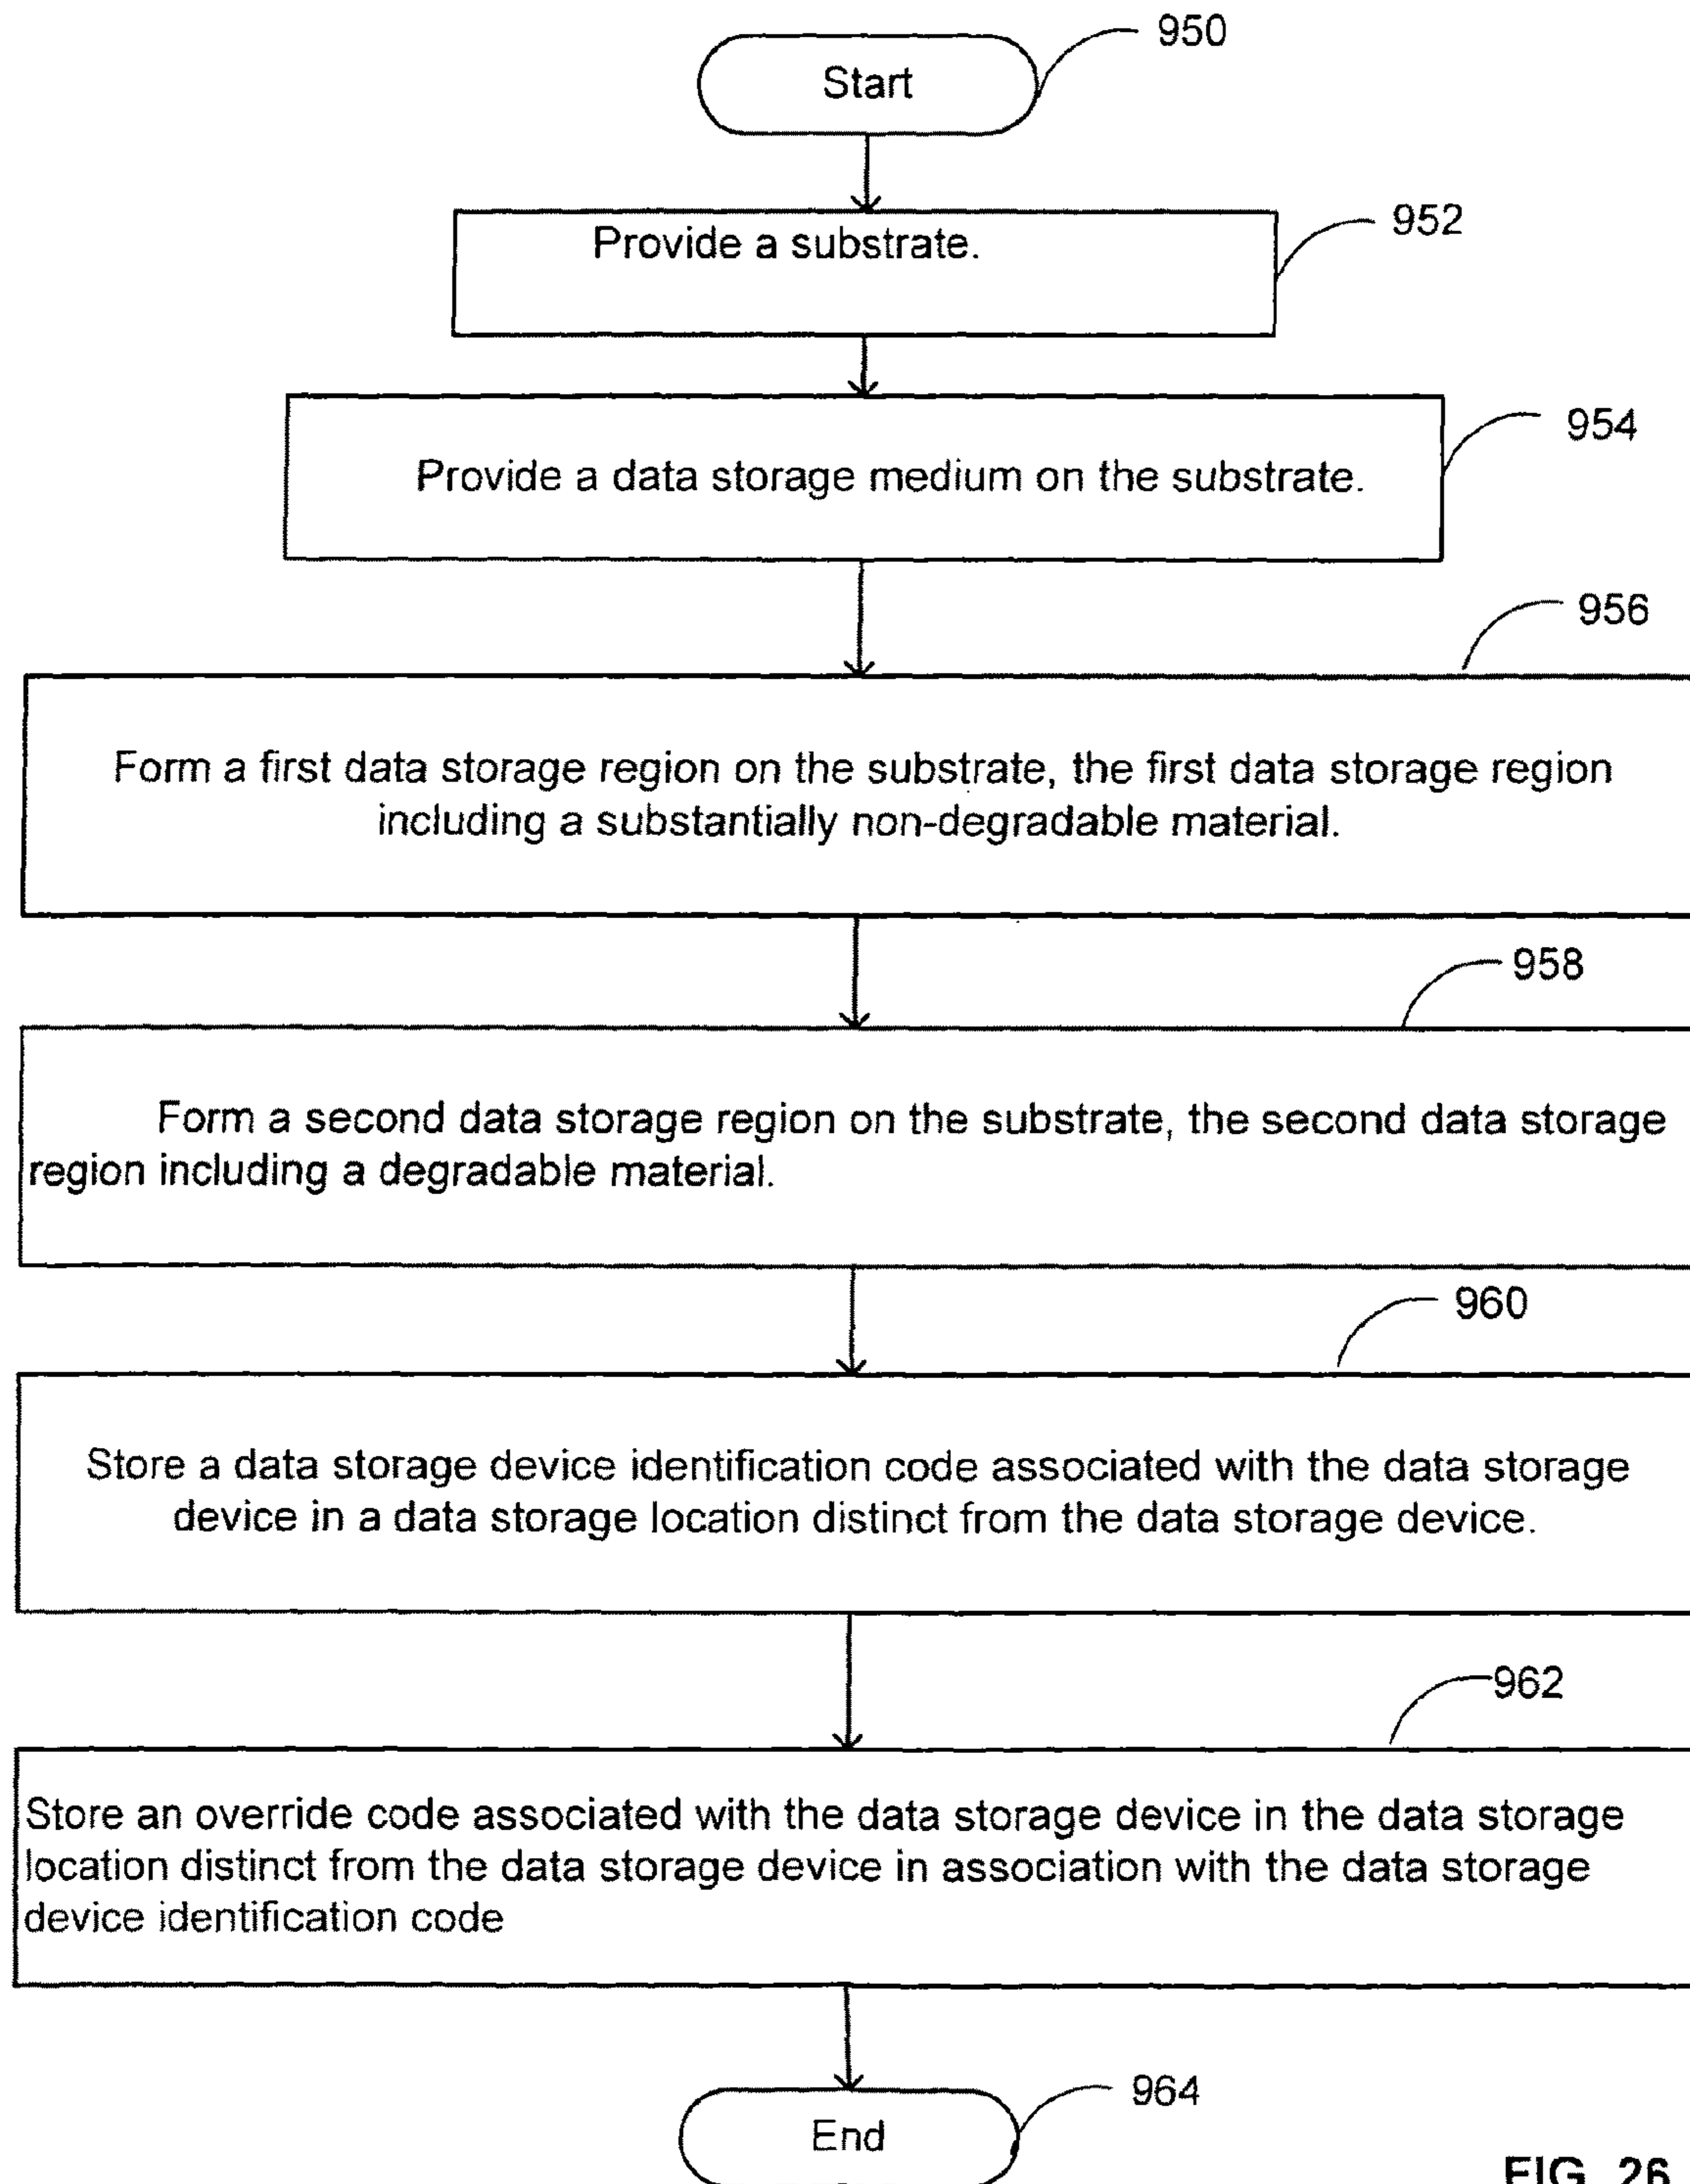 950
Start
952
Provide a substrate.
954
Provide a data storage medium on the substrate.
956
Form a first data storage region on the substrate, the first data storage region
including a substantially non-degradable material.
958
Form a second data storage region on the substrate, the second data storage
region including a degradable material.
960
Store a data storage device identification code associated with the data storage
device in a data storage location distinct from the data storage device.
962
Store an override code associated with the data storage device in the data storage
location distinct from the data storage device in association with the data storage
device identification code
964
End
FIG. 26